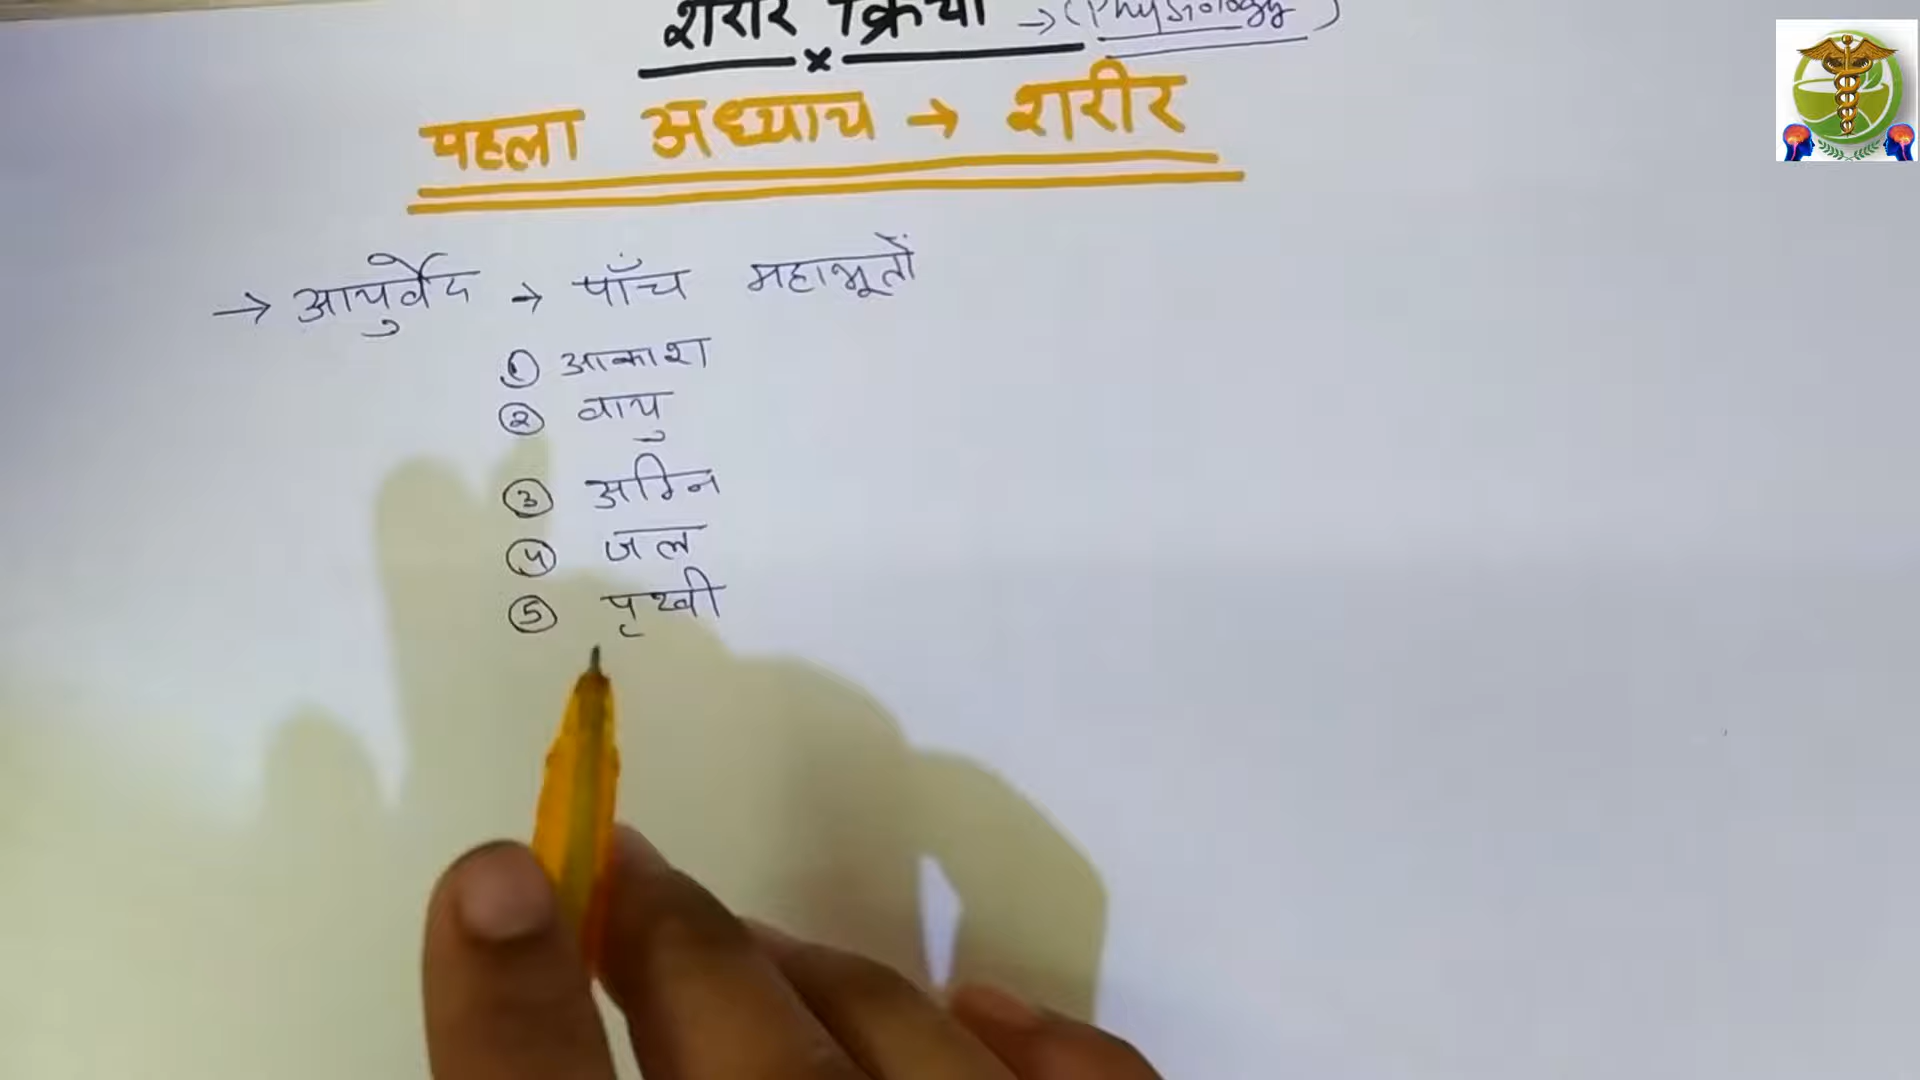 शरीर क्रिया → (Physiology)
×
पहला अध्याय → शरीर
→ आयुर्वेद → पाँच महाभूतों
① आकाश
② वायु
③ अग्नि
④ जल
⑤ पृथ्वी